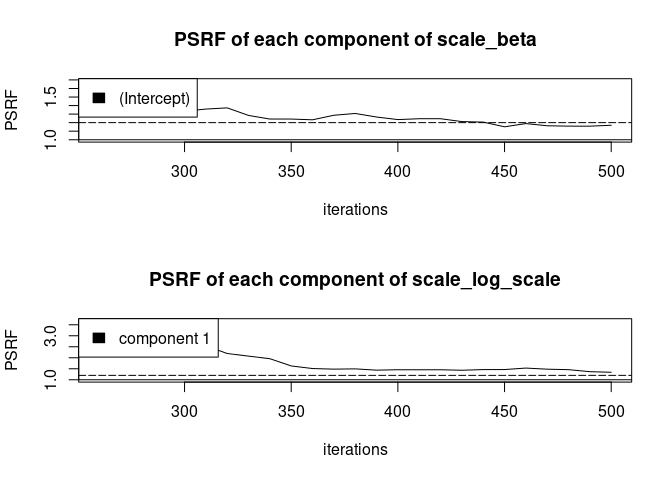 PSRF of each component of scale_beta
PSRF
1.0 1.5
(Intercept)
300 350 400 450 500
iterations
PSRF of each component of scale_log_scale
PSRF
1.0 3.0
component 1
300 350 400 450 500
iterations